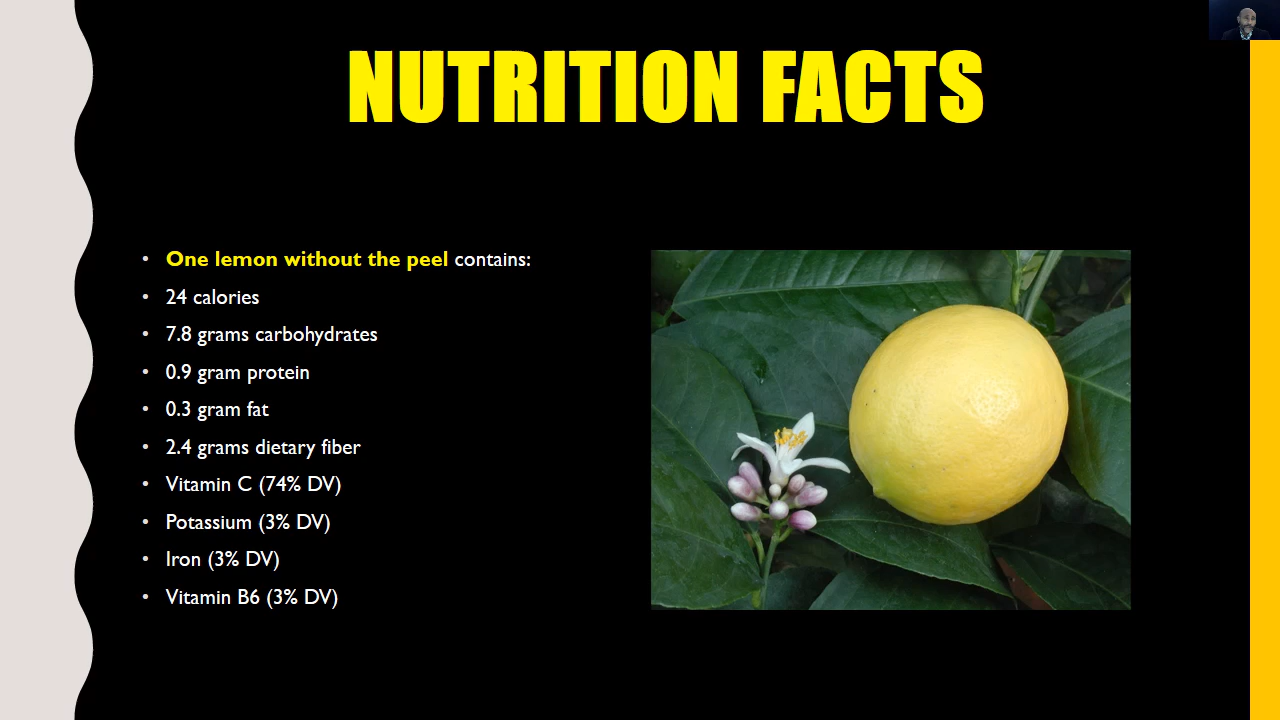 NUTRITION FACTS
• One lemon without the peel contains:
• 24 calories
• 7.8 grams carbohydrates
• 0.9 gram protein
• 0.3 gram fat
• 2.4 grams dietary fiber
• Vitamin C (74% DV)
• Potassium (3% DV)
• Iron (3% DV)
• Vitamin B6 (3% DV)